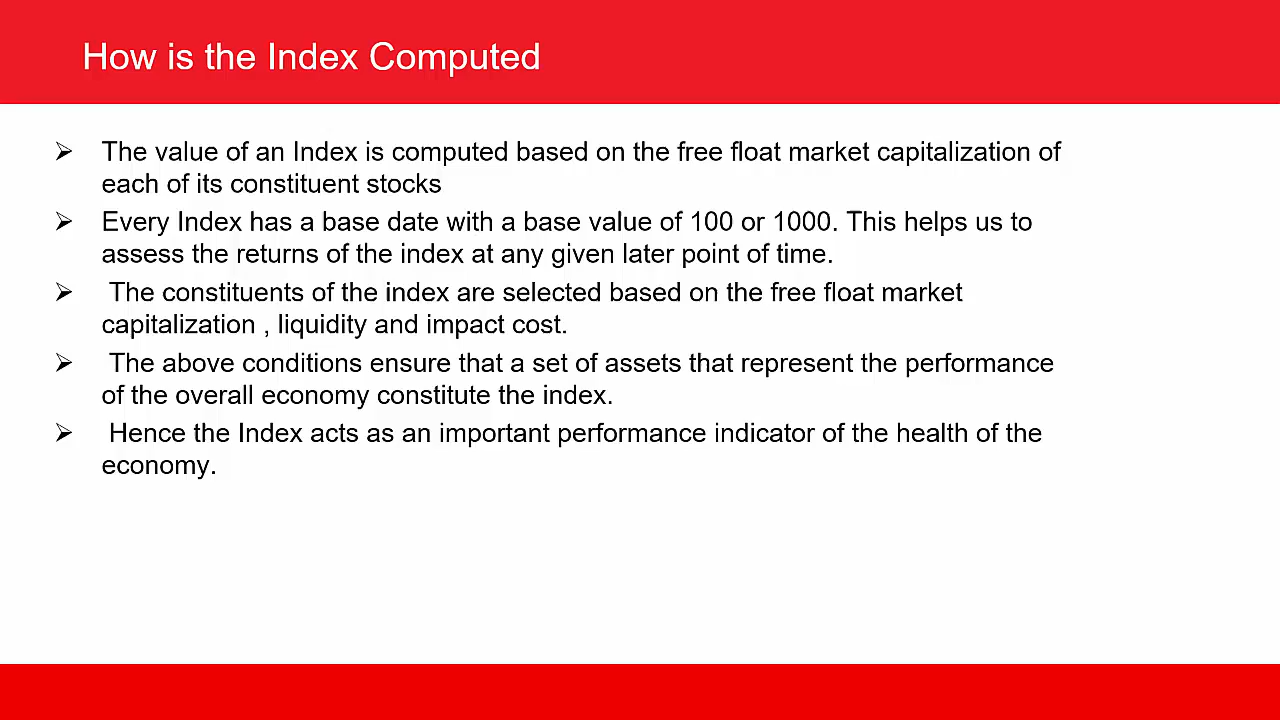 How is the Index Computed
➢ The value of an Index is computed based on the free float market capitalization of
each of its constituent stocks
➢ Every Index has a base date with a base value of 100 or 1000. This helps us to
assess the returns of the index at any given later point of time.
➢ The constituents of the index are selected based on the free float market
capitalization , liquidity and impact cost.
➢ The above conditions ensure that a set of assets that represent the performance
of the overall economy constitute the index.
➢ Hence the Index acts as an important performance indicator of the health of the
economy.